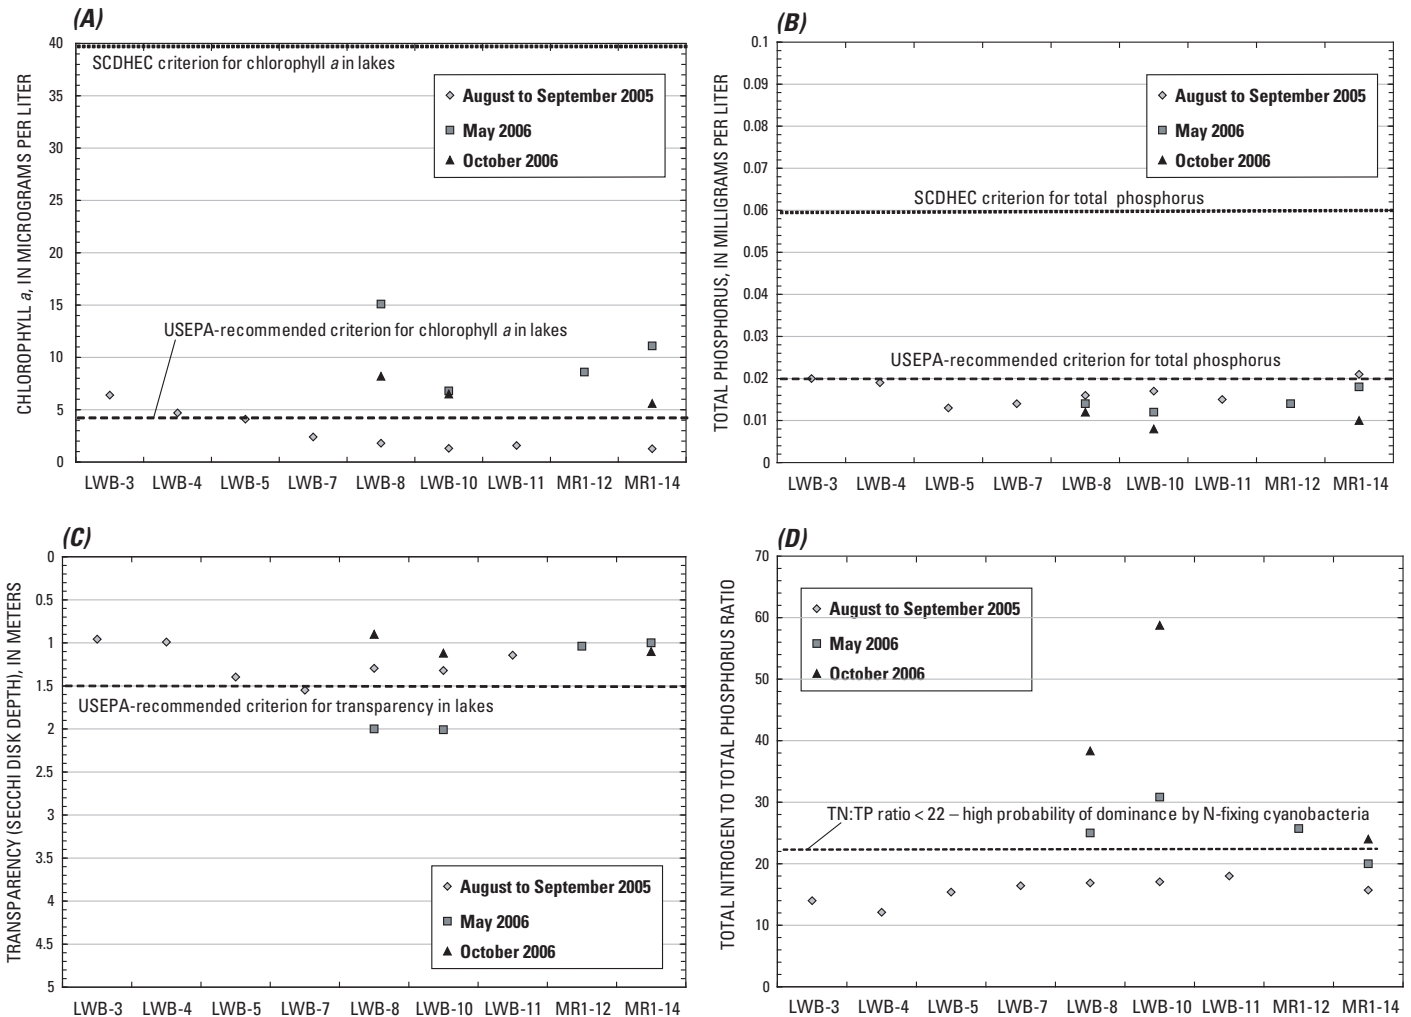 (A)
CHLOROPHYLL a, IN MICROGRAMS PER LITER
40
35
30
25
20
15
10
5
0
SCDHEC criterion for chlorophyll a in lakes
August to September 2005
May 2006
October 2006
USEPA-recommended criterion for chlorophyll a in lakes
LWB-3 LWB-4 LWB-5 LWB-7 LWB-8 LWB-10 LWB-11 MR1-12 MR1-14
(B)
TOTAL PHOSPHORUS, IN MILLIGRAMS PER LITER
0.1
0.09
0.08
0.07
0.06
0.05
0.04
0.03
0.02
0.01
0
August to September 2005
May 2006
October 2006
SCDHEC criterion for total phosphorus
USEPA-recommended criterion for total phosphorus
LWB-3 LWB-4 LWB-5 LWB-7 LWB-8 LWB-10 LWB-11 MR1-12 MR1-14
(C)
TRANSPARENCY (SECCHI DISK DEPTH), IN METERS
0
0.5
1
1.5
2
2.5
3
3.5
4
4.5
5
USEPA-recommended criterion for transparency in lakes
August to September 2005
May 2006
October 2006
LWB-3 LWB-4 LWB-5 LWB-7 LWB-8 LWB-10 LWB-11 MR1-12 MR1-14
(D)
TOTAL NITROGEN TO TOTAL PHOSPHORUS RATIO
70
60
50
40
30
20
10
0
August to September 2005
May 2006
October 2006
TN:TP ratio < 22 – high probability of dominance by N-fixing cyanobacteria
LWB-3 LWB-4 LWB-5 LWB-7 LWB-8 LWB-10 LWB-11 MR1-12 MR1-14